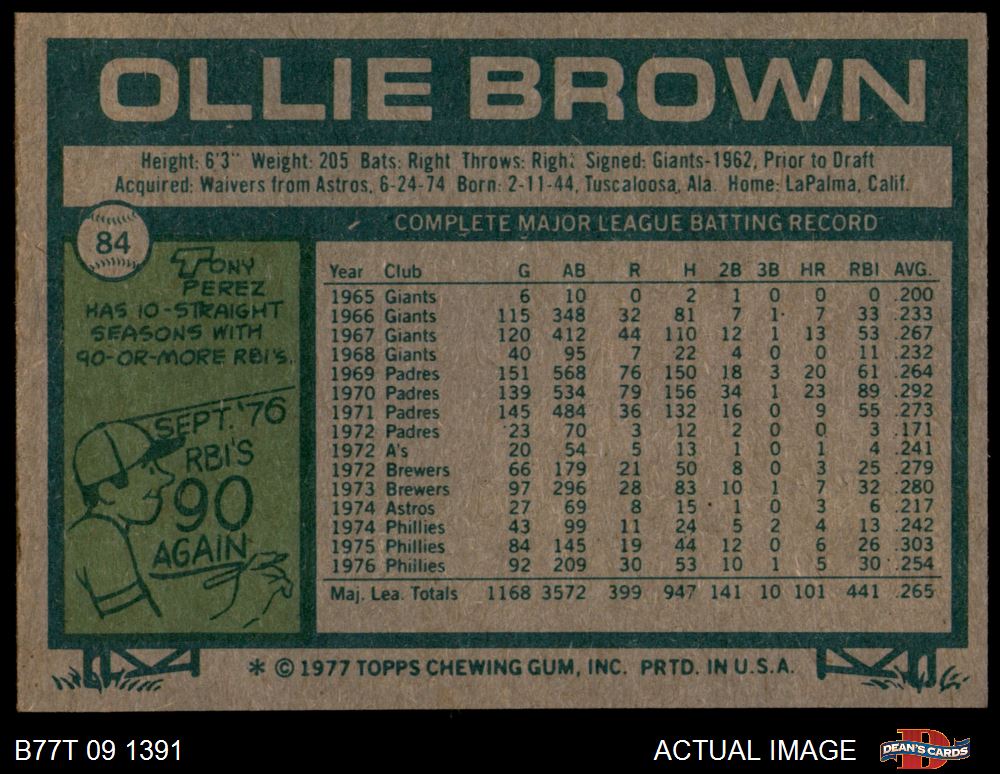 OLLIE BROWN
Height: 6'3" Weight: 205 Bats: Right Throws: Right Signed: Giants-1962, Prior to Draft
Acquired: Waivers from Astros, 6-24-74 Born: 2-11-44, Tuscaloosa, Ala. Home: LaPalma, Calif.
84
COMPLETE MAJOR LEAGUE BATTING RECORD
TONY
PEREZ
HAS 10-STRAIGHT
SEASONS WITH
90-OR-MORE RBI'S.
SEPT. '76
RBI'S
90
AGAIN
Year Club G AB R H 2B 3B HR RBI AVG.
1965 Giants 6 10 0 2 1 0 0 0 .200
1966 Giants 115 348 32 81 7 1 7 33 .233
1967 Giants 120 412 44 110 12 1 13 53 .267
1968 Giants 40 95 7 22 4 0 0 11 .232
1969 Padres 151 568 76 150 18 3 20 61 .264
1970 Padres 139 534 79 156 34 1 23 89 .292
1971 Padres 145 484 36 132 16 0 9 55 .273
1972 Padres 23 70 3 12 2 0 0 3 .171
1972 A's 20 54 5 13 1 0 1 4 .241
1972 Brewers 66 179 21 50 8 0 3 25 .279
1973 Brewers 97 296 28 83 10 1 7 32 .280
1974 Astros 27 69 8 15 1 0 3 6 .217
1974 Phillies 43 99 11 24 5 2 4 13 .242
1975 Phillies 84 145 19 44 12 0 6 26 .303
1976 Phillies 92 209 30 53 10 1 5 30 .254
Maj. Lea. Totals 1168 3572 399 947 141 10 101 441 .265
* © 1977 TOPPS CHEWING GUM, INC. PRTD. IN U.S.A.
B77T 09 1391
ACTUAL IMAGE
DEAN'S CARDS